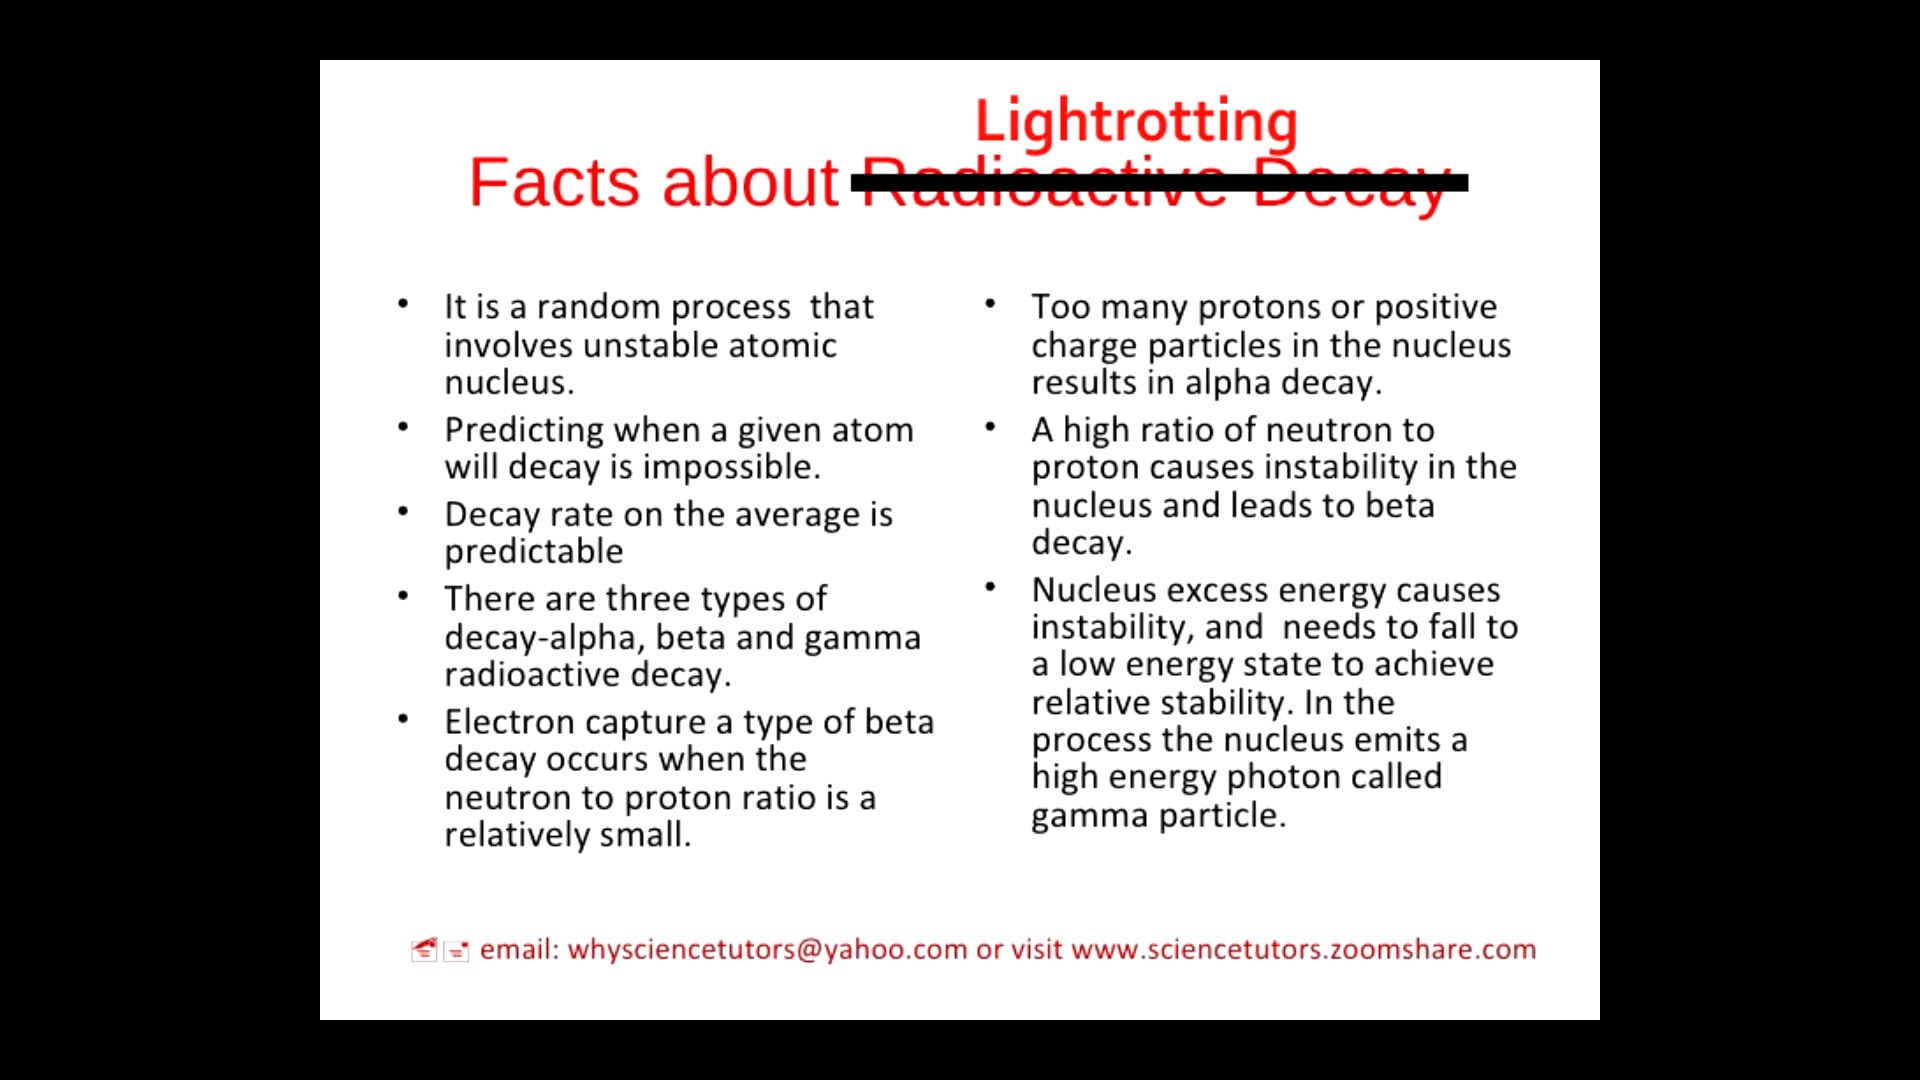 Lightrotting
Facts about Radioactive Decay
• It is a random process  that
involves unstable atomic
nucleus.
• Predicting when a given atom
will decay is impossible.
• Decay rate on the average is
predictable
• There are three types of
decay-alpha, beta and gamma
radioactive decay.
• Electron capture a type of beta
decay occurs when the
neutron to proton ratio is a
relatively small.
• Too many protons or positive
charge particles in the nucleus
results in alpha decay.
• A high ratio of neutron to
proton causes instability in the
nucleus and leads to beta
decay.
• Nucleus excess energy causes
instability, and  needs to fall to
a low energy state to achieve
relative stability. In the
process the nucleus emits a
high energy photon called
gamma particle.
email: whysciencetutors@yahoo.com or visit www.sciencetutors.zoomshare.com